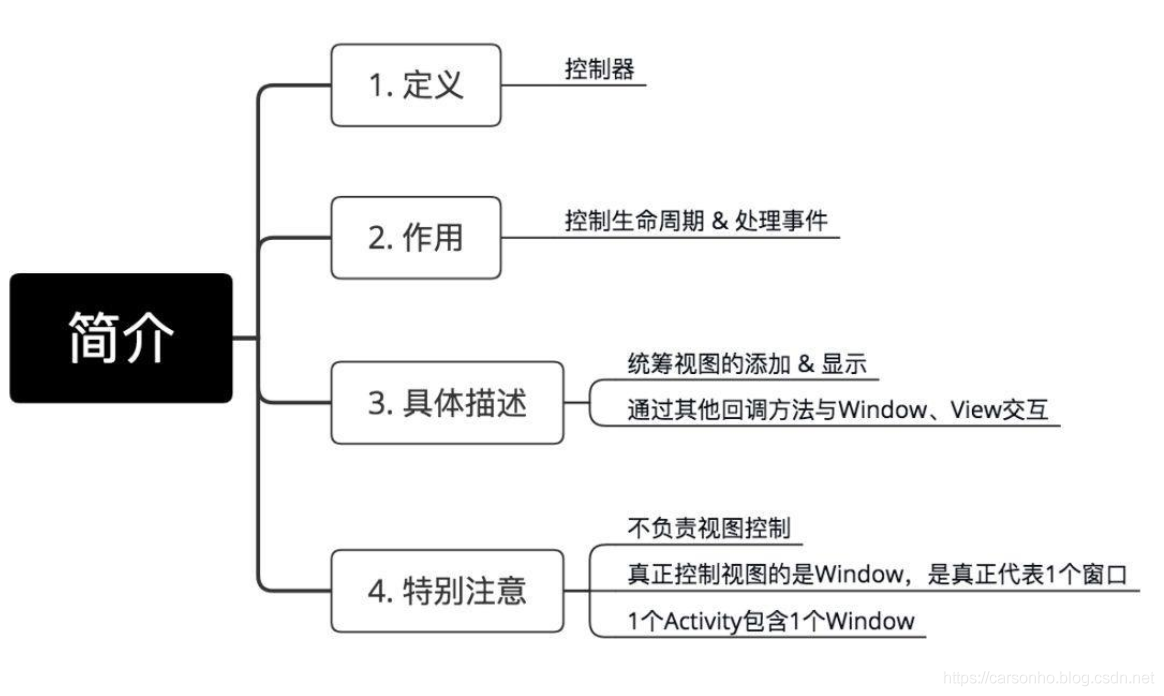 简介
1. 定义
控制器
2. 作用
控制生命周期 & 处理事件
3. 具体描述
统筹视图的添加 & 显示
通过其他回调方法与Window、View交互
4. 特别注意
不负责视图控制
真正控制视图的是Window，是真正代表1个窗口
1个Activity包含1个Window
https://carsonho.blog.csdn.net